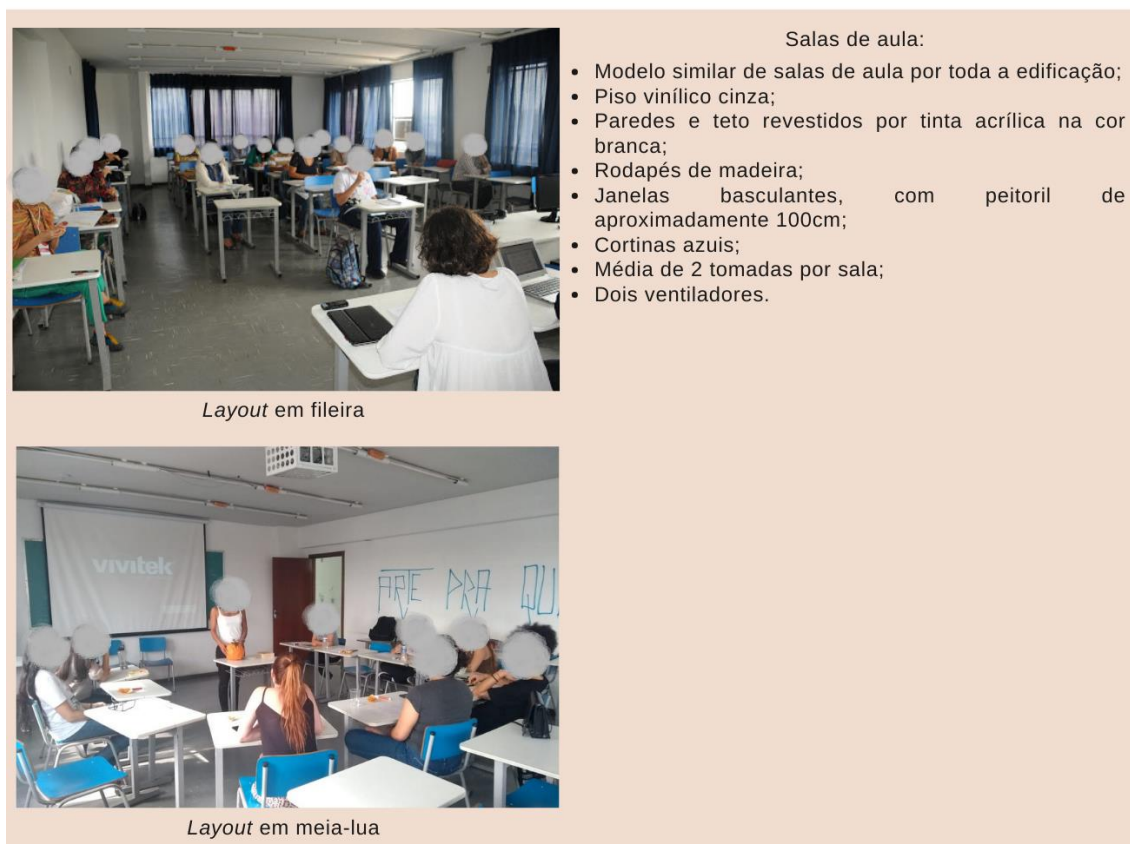 Salas de aula:
• Modelo similar de salas de aula por toda a edificação;
• Piso vinílico cinza;
• Paredes e teto revestidos por tinta acrílica na cor
branca;
• Rodapés de madeira;
• Janelas basculantes, com peitoril de
aproximadamente 100cm;
• Cortinas azuis;
• Média de 2 tomadas por sala;
• Dois ventiladores.
Layout em fileira
vivitek
ARTE PRA QU
Layout em meia-lua